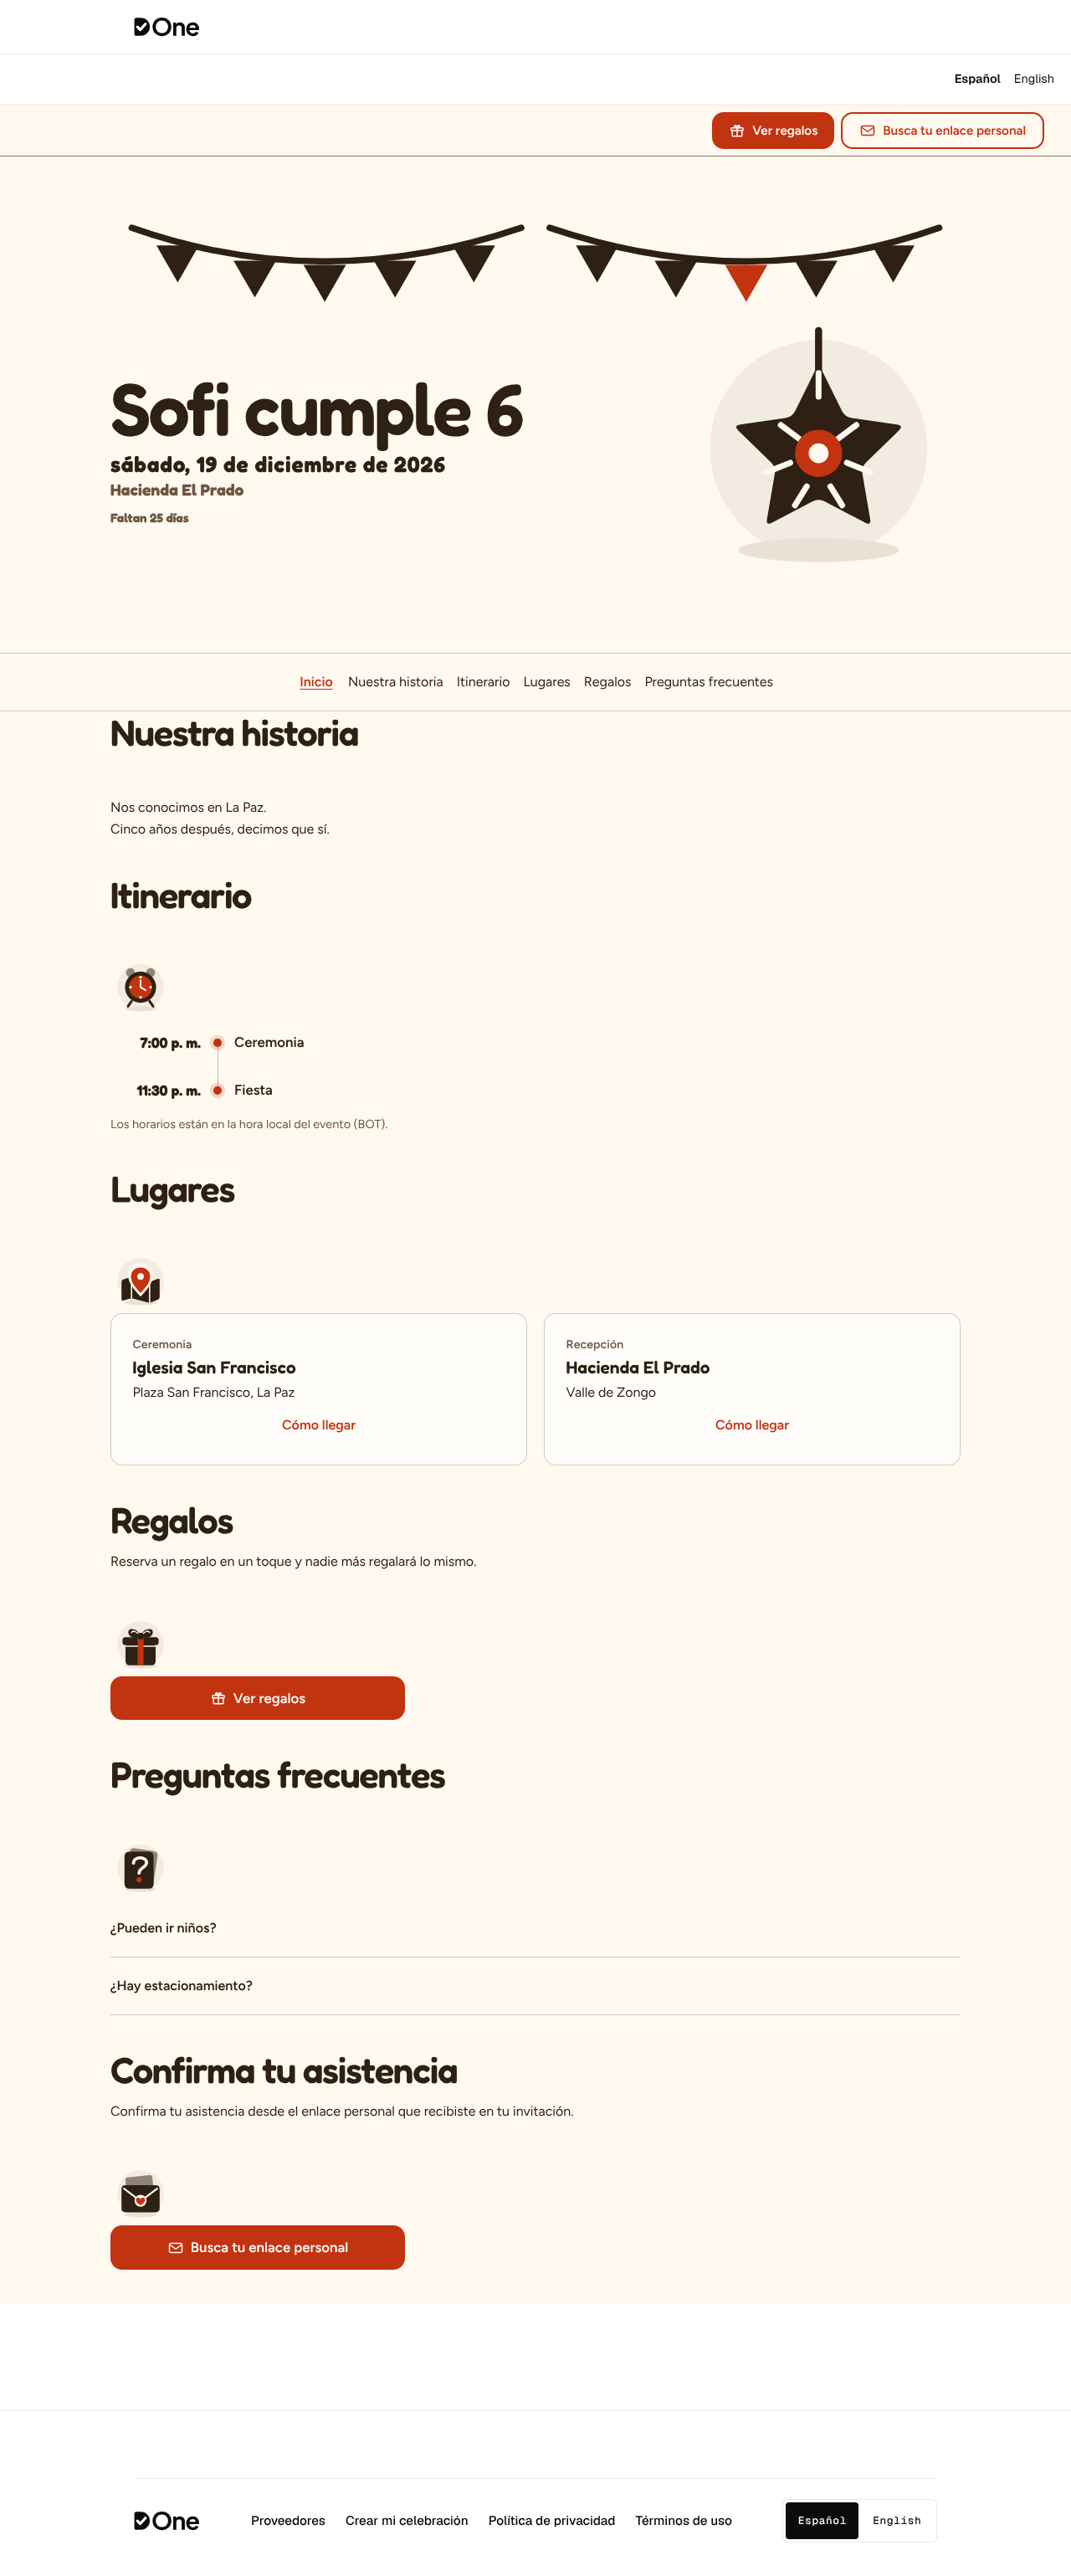 One
Español English
Ver regalos Busca tu enlace personal
Sofi cumple 6
sábado, 19 de diciembre de 2026
Hacienda El Prado
Faltan 25 días
Inicio Nuestra historia Itinerario Lugares Regalos Preguntas frecuentes
Nuestra historia
Nos conocimos en La Paz.
Cinco años después, decimos que sí.
Itinerario
7:00 p. m. Ceremonia
11:30 p. m. Fiesta
Los horarios están en la hora local del evento (BOT).
Lugares
Ceremonia
Iglesia San Francisco
Plaza San Francisco, La Paz
Cómo llegar
Recepción
Hacienda El Prado
Valle de Zongo
Cómo llegar
Regalos
Reserva un regalo en un toque y nadie más regalará lo mismo.
Ver regalos
Preguntas frecuentes
?
¿Pueden ir niños?
¿Hay estacionamiento?
Confirma tu asistencia
Confirma tu asistencia desde el enlace personal que recibiste en tu invitación.
Busca tu enlace personal
One Proveedores Crear mi celebración Política de privacidad Términos de uso Español English